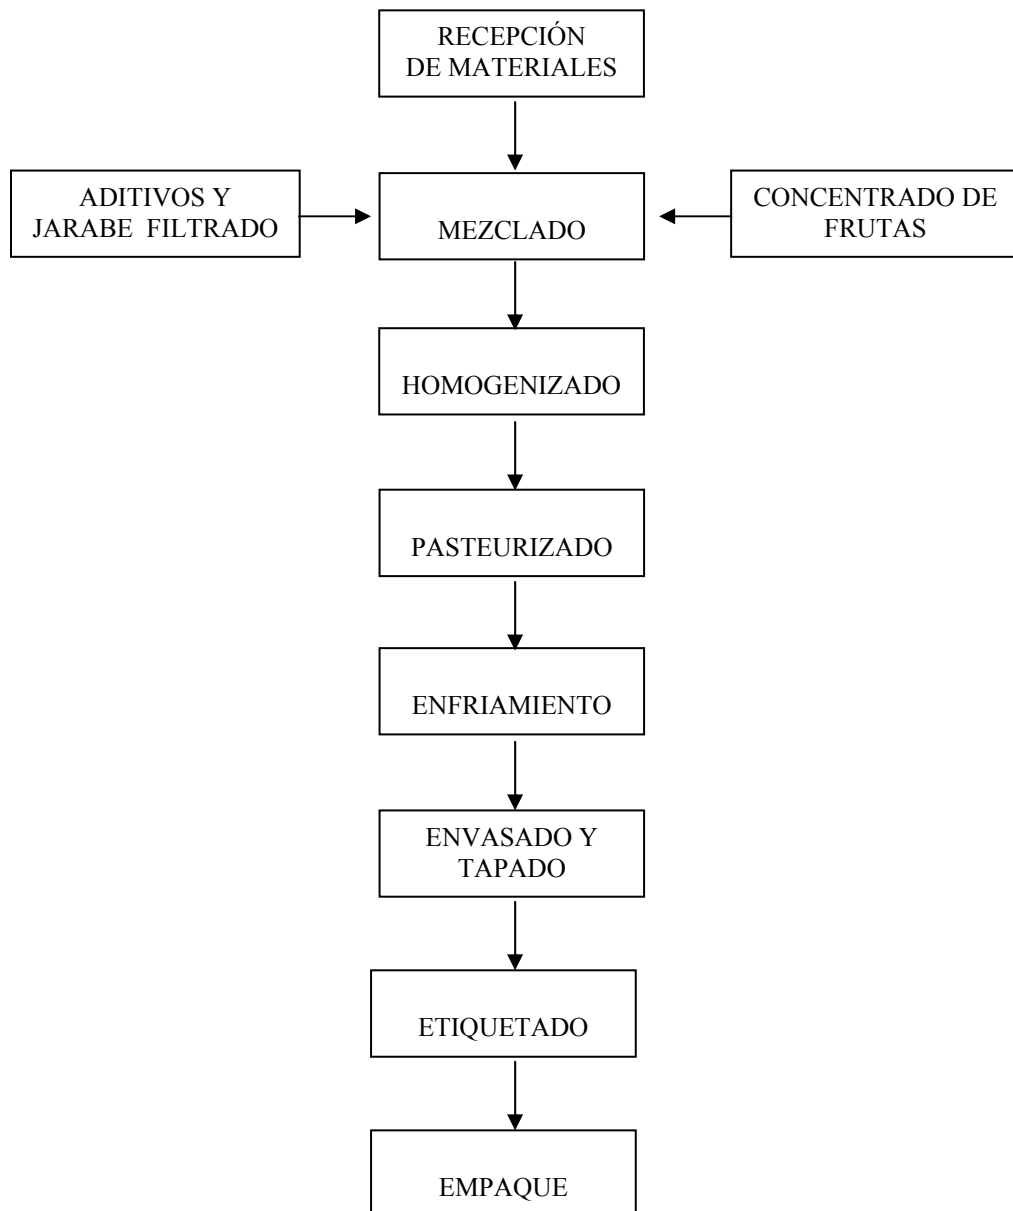 RECEPCIÓN
DE MATERIALES
ADITIVOS Y
JARABE FILTRADO
MEZCLADO
CONCENTRADO DE
FRUTAS
HOMOGENIZADO
PASTEURIZADO
ENFRIAMIENTO
ENVASADO Y
TAPADO
ETIQUETADO
EMPAQUE